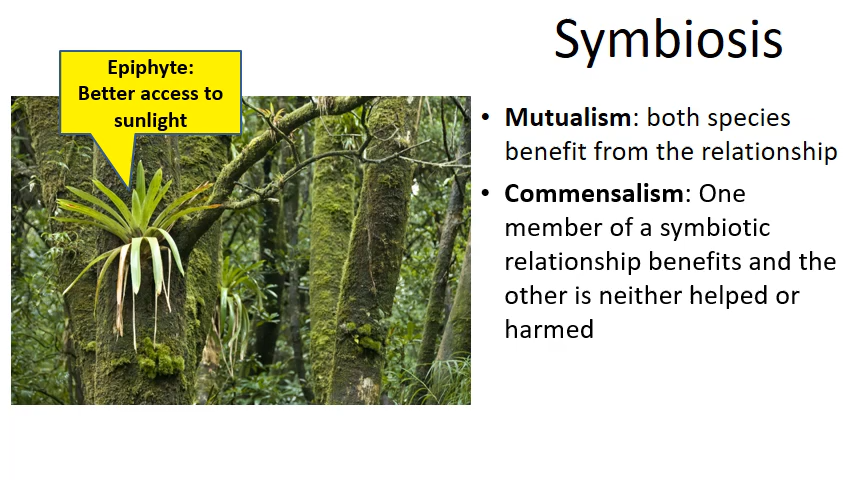 Symbiosis
Epiphyte:
Better access to
sunlight
• Mutualism: both species
benefit from the relationship
• Commensalism: One
member of a symbiotic
relationship benefits and the
other is neither helped or
harmed